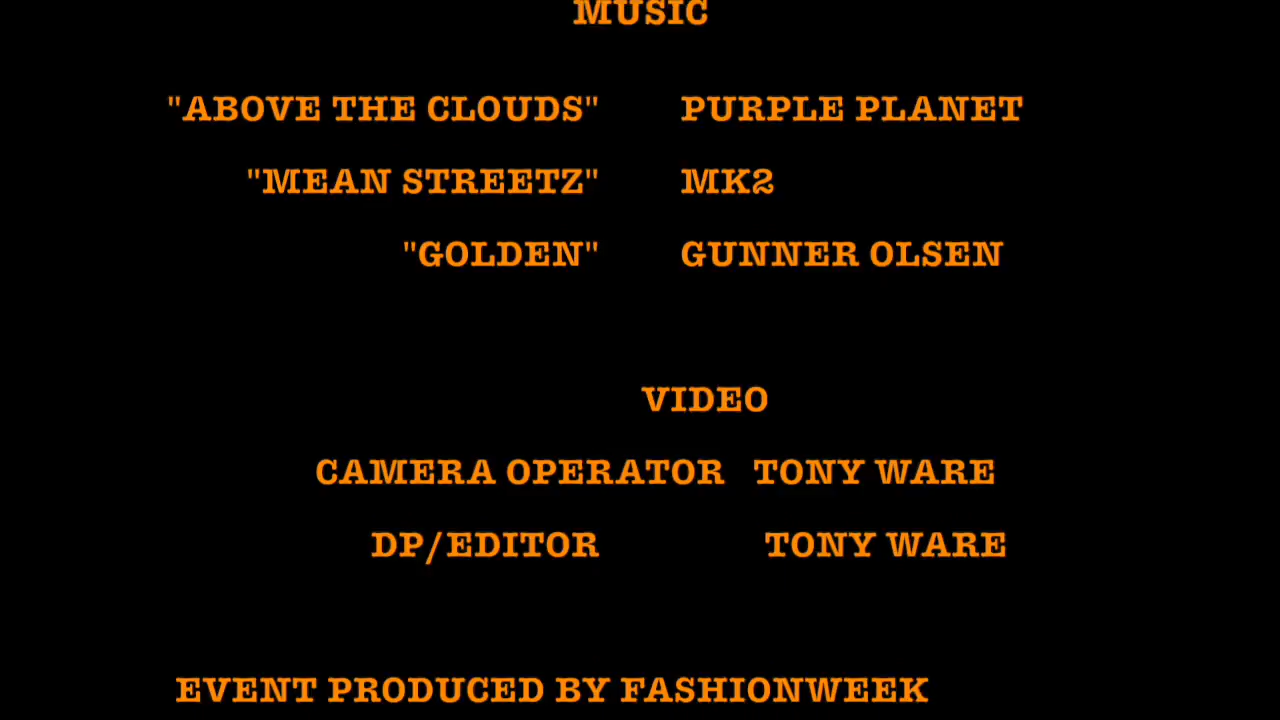 MUSIC
"ABOVE THE CLOUDS" PURPLE PLANET
"MEAN STREETZ" MK2
"GOLDEN" GUNNER OLSEN
VIDEO
CAMERA OPERATOR TONY WARE
DP/EDITOR TONY WARE
EVENT PRODUCED BY FASHIONWEEK